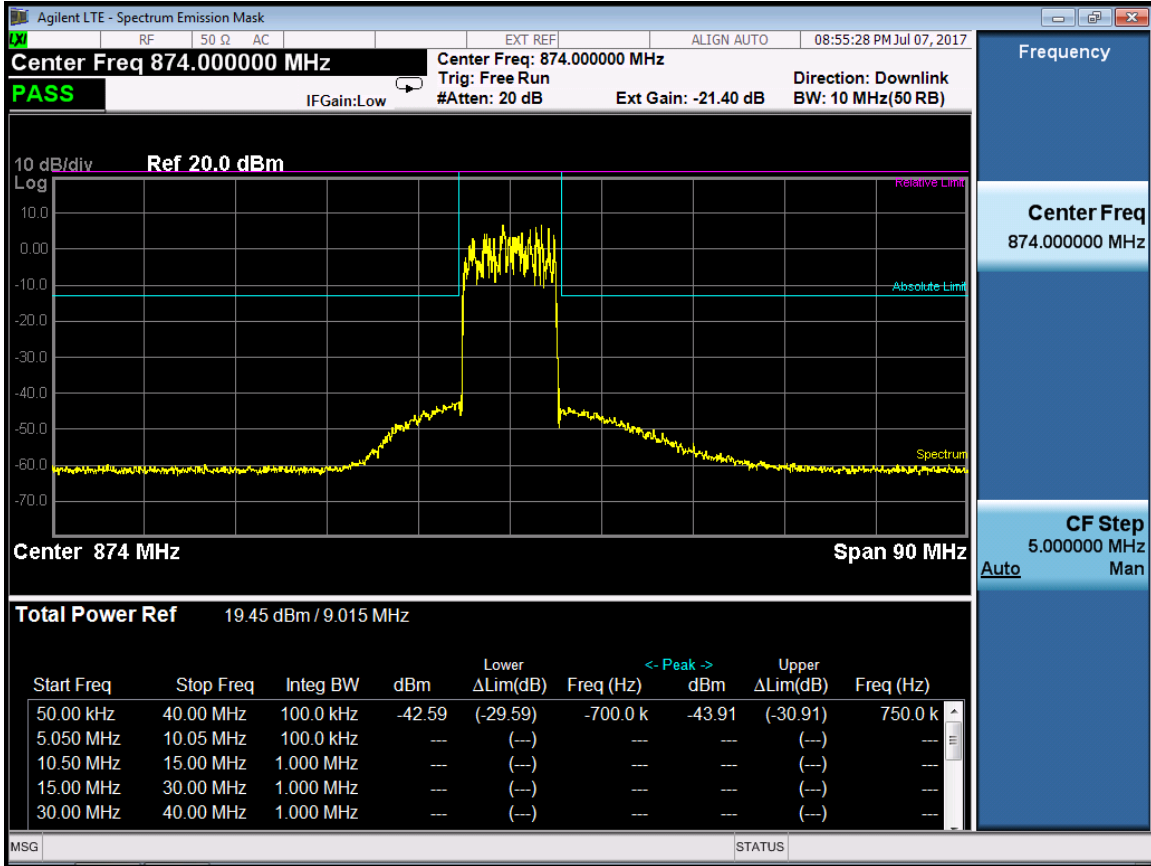 Agilent LTE - Spectrum Emission Mask
LXI RF 50 Ω AC EXT REF ALIGN AUTO 08:55:28 PM Jul 07, 2017
Center Freq 874.000000 MHz
PASS
IFGain:Low
Center Freq: 874.000000 MHz
Trig: Free Run
#Atten: 20 dB
Ext Gain: -21.40 dB
Direction: Downlink
BW: 10 MHz(50 RB)
Frequency
10 dB/div Ref 20.0 dBm
Log
Relative Limit
10.0
0.00
-10.0
Absolute Limit
-20.0
-30.0
-40.0
-50.0
-60.0
Spectrum
-70.0
Center 874 MHz Span 90 MHz
Center Freq
874.000000 MHz
CF Step
5.000000 MHz
Auto Man
Total Power Ref 19.45 dBm / 9.015 MHz
Lower <- Peak -> Upper
Start Freq Stop Freq Integ BW dBm ΔLim(dB) Freq (Hz) dBm ΔLim(dB) Freq (Hz)
50.00 kHz 40.00 MHz 100.0 kHz -42.59 (-29.59) -700.0 k -43.91 (-30.91) 750.0 k
5.050 MHz 10.05 MHz 100.0 kHz --- (---) --- --- (---) ---
10.50 MHz 15.00 MHz 1.000 MHz --- (---) --- --- (---) ---
15.00 MHz 30.00 MHz 1.000 MHz --- (---) --- --- (---) ---
30.00 MHz 40.00 MHz 1.000 MHz --- (---) --- --- (---) ---
MSG STATUS